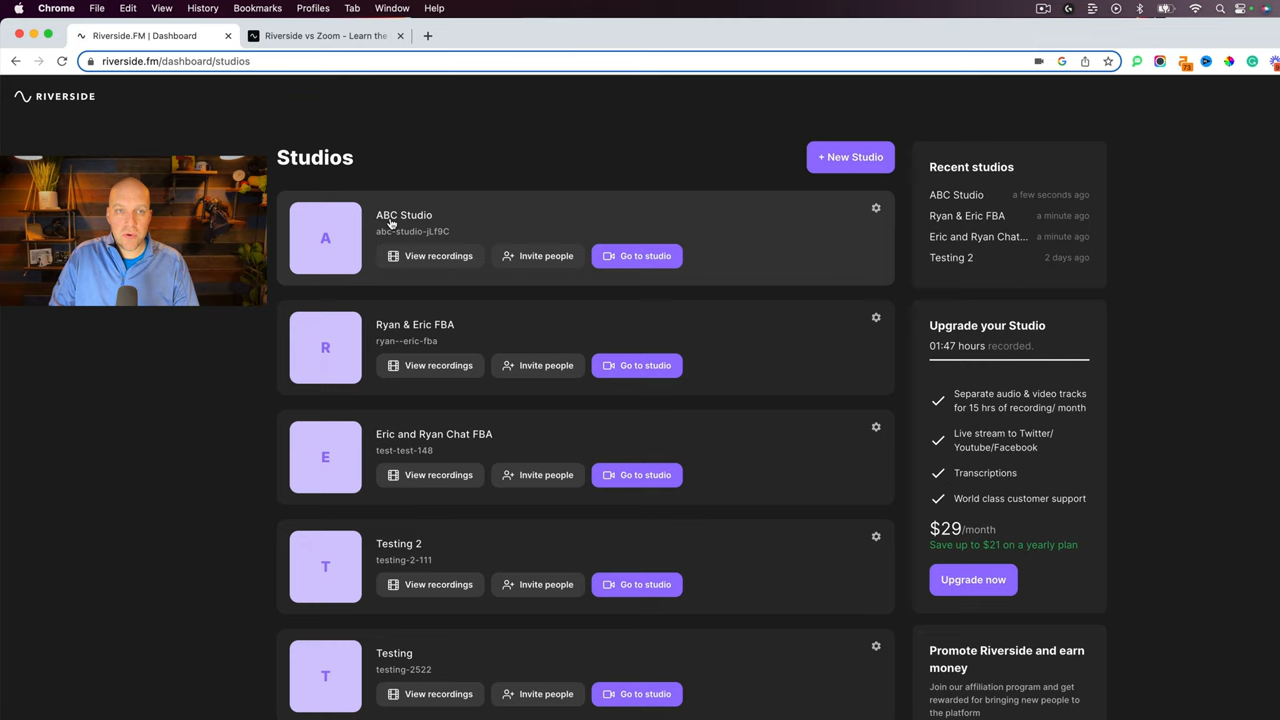 Chrome File Edit View History Bookmarks Profiles Tab Window Help
Riverside.FM | Dashboard
Riverside vs Zoom - Learn the
riverside.fm/dashboard/studios
73
RIVERSIDE
Studios
+ New Studio
A
ABC Studio
abc-studio-jLf9C
View recordings
Invite people
Go to studio
R
Ryan & Eric FBA
ryan--eric-fba
View recordings
Invite people
Go to studio
E
Eric and Ryan Chat FBA
test-test-148
View recordings
Invite people
Go to studio
T
Testing 2
testing-2-111
View recordings
Invite people
Go to studio
T
Testing
testing-2522
View recordings
Invite people
Go to studio
Recent studios
ABC Studio a few seconds ago
Ryan & Eric FBA a minute ago
Eric and Ryan Chat... a minute ago
Testing 2 2 days ago
Upgrade your Studio
01:47 hours recorded.
Separate audio & video tracks
for 15 hrs of recording/ month
Live stream to Twitter/
Youtube/Facebook
Transcriptions
World class customer support
$29/month
Save up to $21 on a yearly plan
Upgrade now
Promote Riverside and earn
money
Join our affiliation program and get
rewarded for bringing new people to
the platform